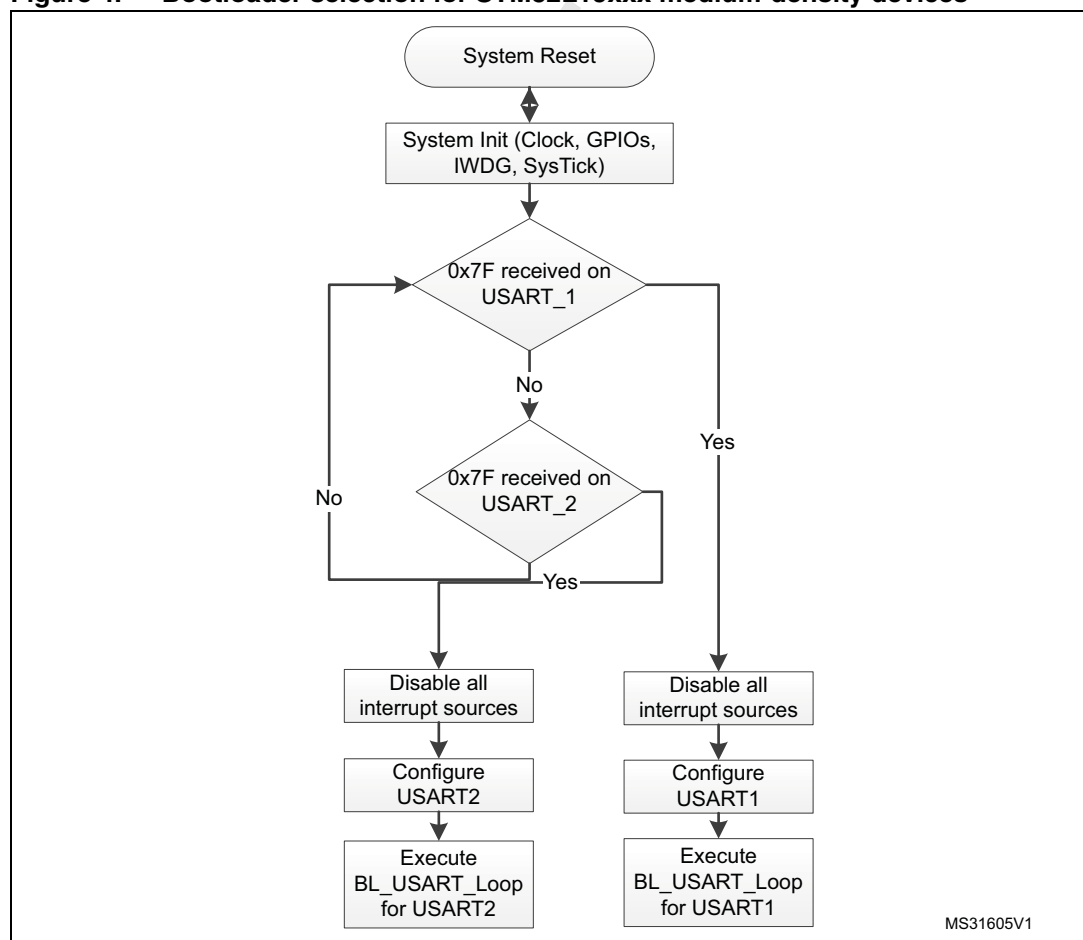 System Reset
System Init (Clock, GPIOs,
IWDG, SysTick)
0x7F received on
USART_1
No
Yes
0x7F received on
USART_2
No
Yes
Disable all
interrupt sources
Configure
USART2
Execute
BL_USART_Loop
for USART2
Disable all
interrupt sources
Configure
USART1
Execute
BL_USART_Loop
for USART1
MS31605V1